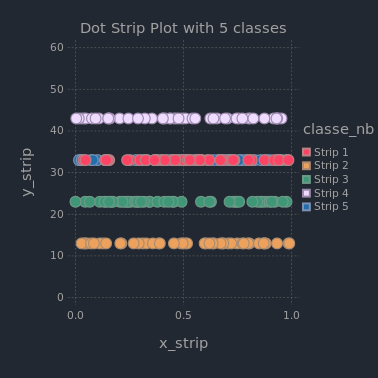 Dot Strip Plot with 5 classes
60
50
40
30
20
10
0
y_strip
0.0
0.5
1.0
x_strip
classe_nb
Strip 1
Strip 2
Strip 3
Strip 4
Strip 5